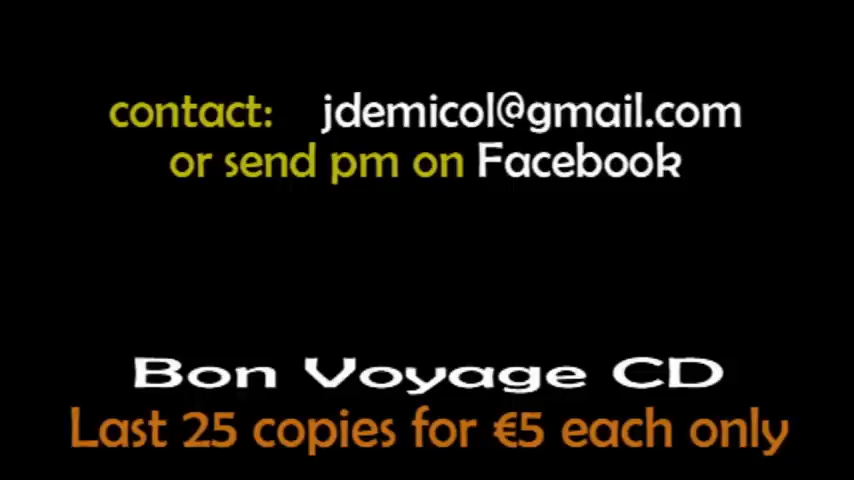 contact: jdemicol@gmail.com
or send pm on Facebook
Bon Voyage CD
Last 25 copies for €5 each only